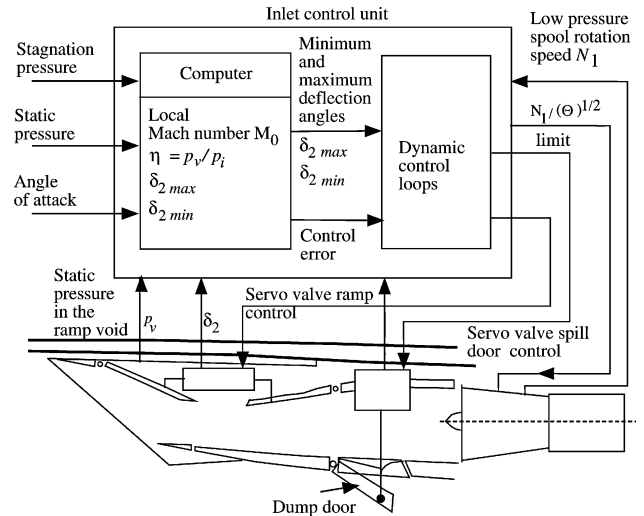 Inlet control unit
Low pressure
spool rotation
speed N1
Stagnation
pressure
Static
pressure
Angle
of attack
Computer
Local
Mach number M0
η = pv/pi
δ2 max
δ2 min
Minimum
and
maximum
deflection
angles
δ2 max
δ2 min
Control
error
Dynamic
control
loops
N1/(Θ)1/2
limit
Static
pressure
in the
ramp void
pv
δ2
Servo valve ramp
control
Servo valve spill
door control
Dump door